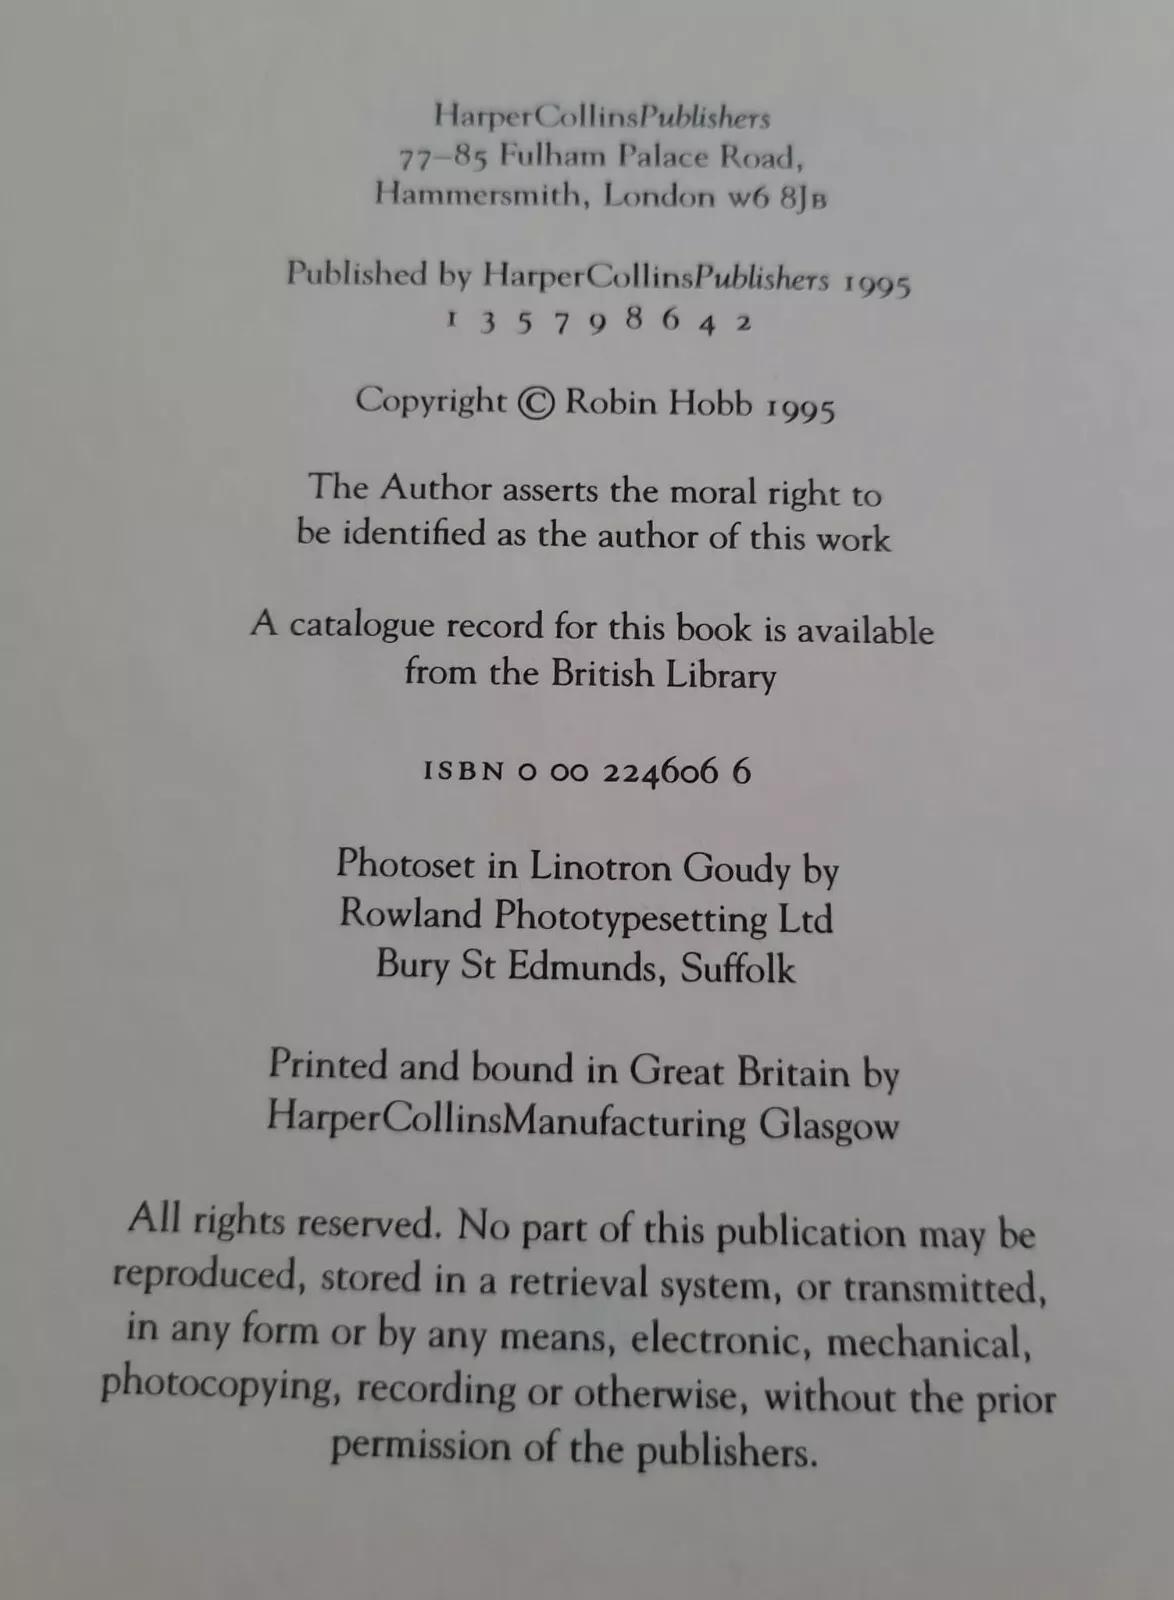 HarperCollinsPublishers
77–85 Fulham Palace Road,
Hammersmith, London W6 8JB
Published by HarperCollinsPublishers 1995
1 3 5 7 9 8 6 4 2
Copyright © Robin Hobb 1995
The Author asserts the moral right to
be identified as the author of this work
A catalogue record for this book is available
from the British Library
ISBN 0 00 224606 6
Photoset in Linotron Goudy by
Rowland Phototypesetting Ltd
Bury St Edmunds, Suffolk
Printed and bound in Great Britain by
HarperCollinsManufacturing Glasgow
All rights reserved. No part of this publication may be
reproduced, stored in a retrieval system, or transmitted,
in any form or by any means, electronic, mechanical,
photocopying, recording or otherwise, without the prior
permission of the publishers.